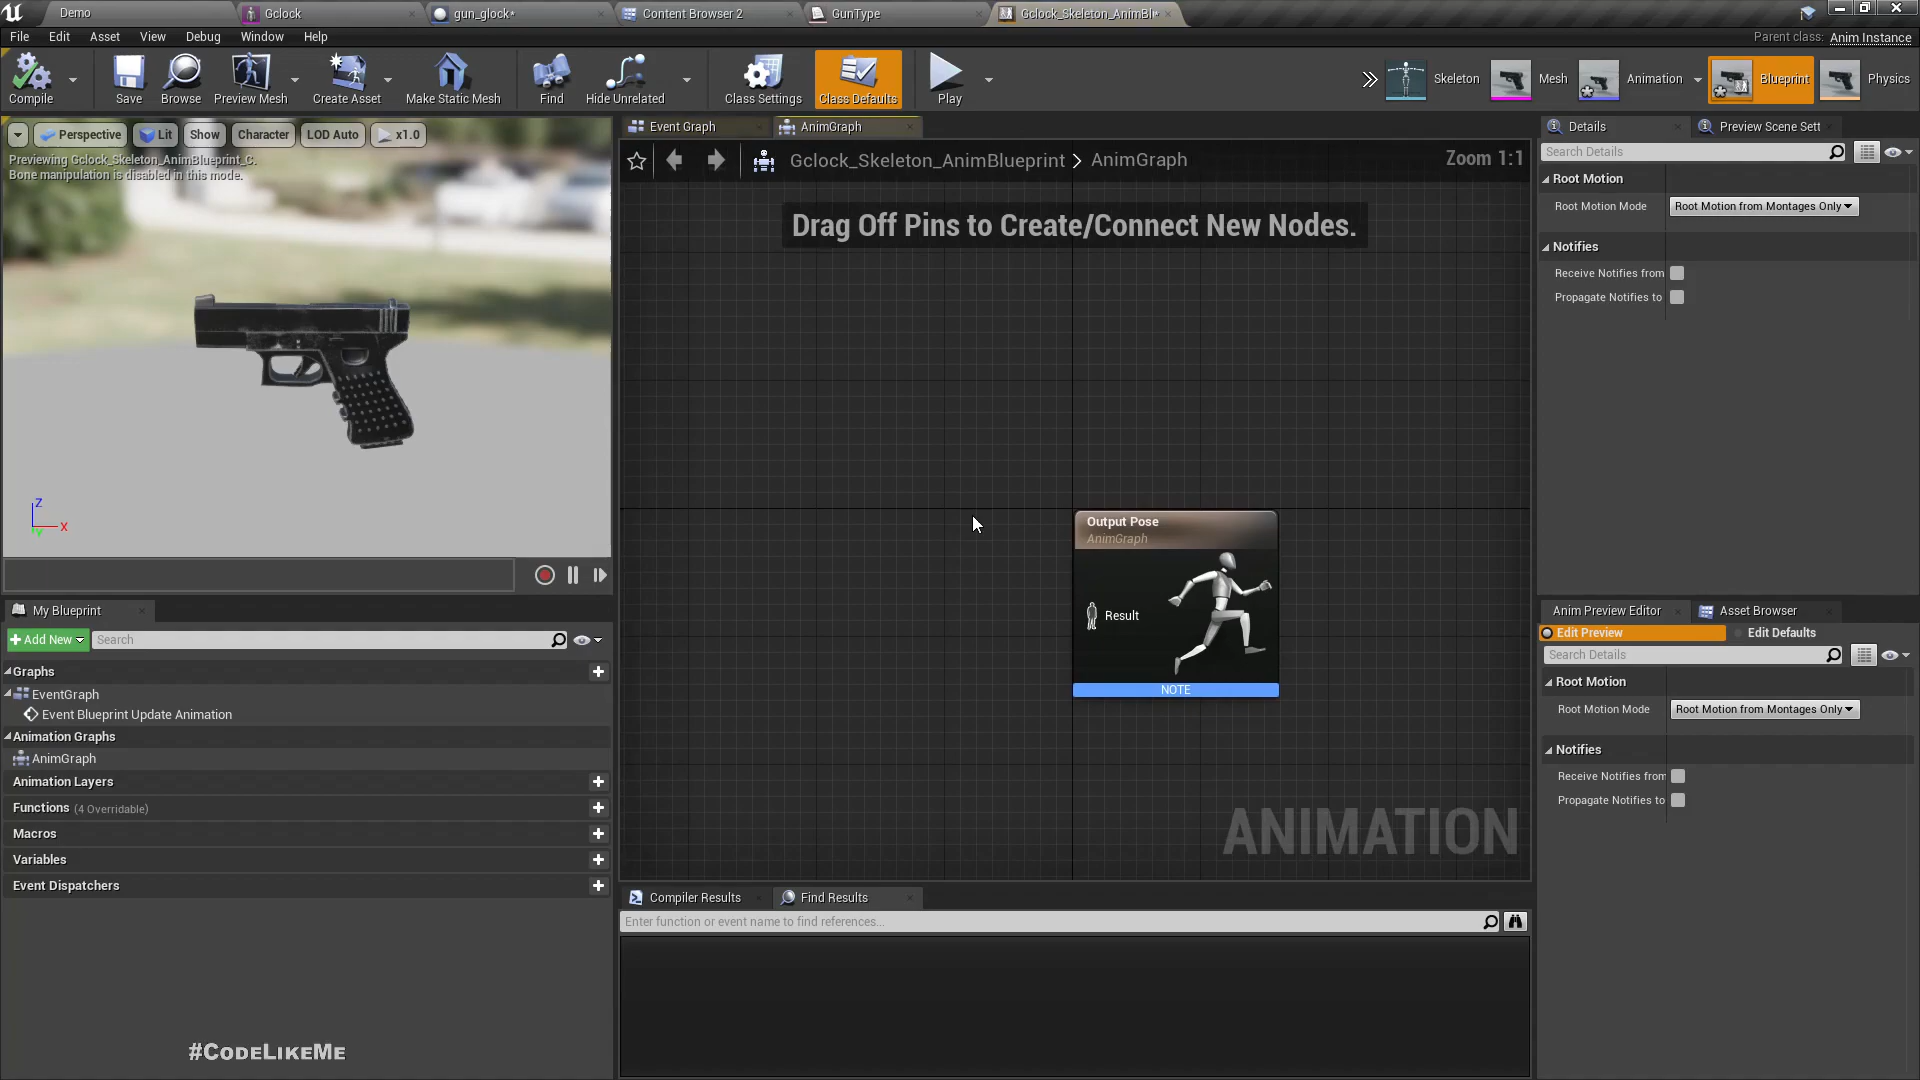 Demo
Gclock
gun_glock*
Content Browser 2
GunType
Gclock_Skeleton_AnimBl*
File Edit Asset View Debug Window Help
Parent class: Anim Instance
Compile
Save
Browse
Preview Mesh
Create Asset
Make Static Mesh
Find
Hide Unrelated
Class Settings
Class Defaults
Play
Skeleton
Mesh
Animation
Blueprint
Physics
Perspective
Lit
Show
Character
LOD Auto
x1.0
Previewing Gclock_Skeleton_AnimBlueprint_C.
Bone manipulation is disabled in this mode.
Z
X
Y
Event Graph
AnimGraph
Gclock_Skeleton_AnimBlueprint > AnimGraph
Zoom 1:1
Drag Off Pins to Create/Connect New Nodes.
Output Pose
AnimGraph
Result
NOTE
ANIMATION
Details
Preview Scene Sett
Search Details
Root Motion
Root Motion Mode
Root Motion from Montages Only
Notifies
Receive Notifies from
Propagate Notifies to
My Blueprint
Add New
Search
Graphs
EventGraph
Event Blueprint Update Animation
Animation Graphs
AnimGraph
Animation Layers
Functions (4 Overridable)
Macros
Variables
Event Dispatchers
#CodeLikeMe
Compiler Results
Find Results
Enter function or event name to find references...
Anim Preview Editor
Asset Browser
Edit Preview
Edit Defaults
Search Details
Root Motion
Root Motion Mode
Root Motion from Montages Only
Notifies
Receive Notifies from
Propagate Notifies to